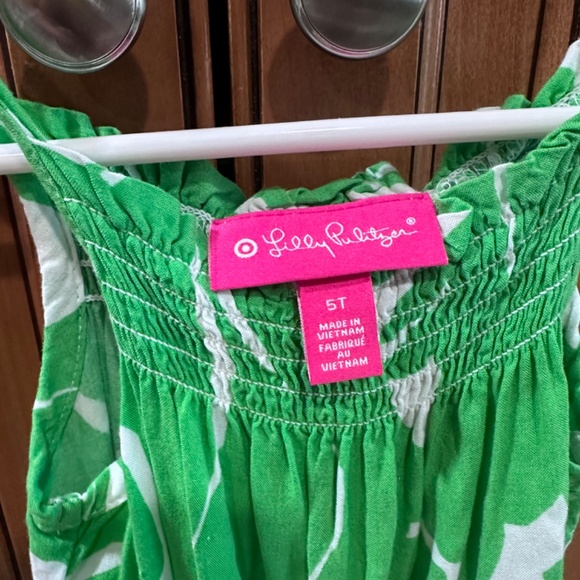 Lilly Pulitzer®
5T
MADE IN
VIETNAM
FABRIQUÉ
AU
VIETNAM